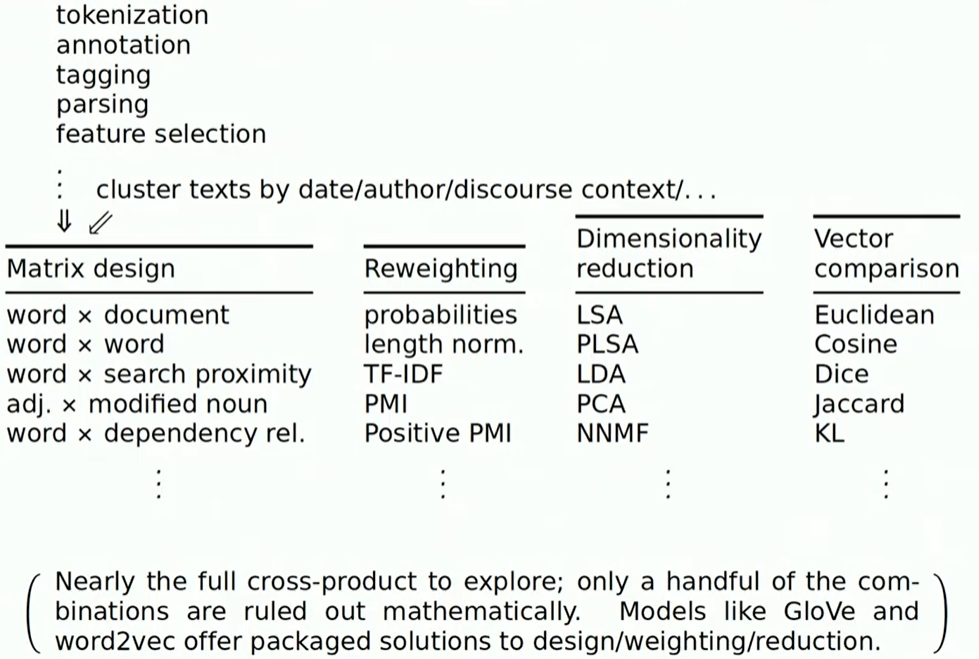 tokenization
annotation
tagging
parsing
feature selection
⋮ cluster texts by date/author/discourse context/...
⇓ ⇙
Matrix design
word × document
word × word
word × search proximity
adj. × modified noun
word × dependency rel.
⋮
Reweighting
probabilities
length norm.
TF-IDF
PMI
Positive PMI
⋮
Dimensionality
reduction
LSA
PLSA
LDA
PCA
NNMF
⋮
Vector
comparison
Euclidean
Cosine
Dice
Jaccard
KL
⋮
( Nearly the full cross-product to explore; only a handful of the com-
binations are ruled out mathematically. Models like GloVe and
word2vec offer packaged solutions to design/weighting/reduction. )